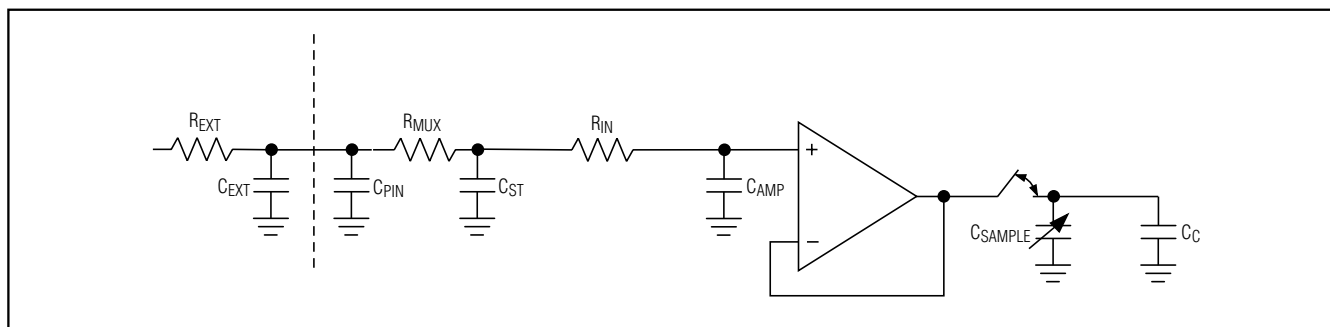 REXT
CEXT
CPIN
RMUX
CST
RIN
CAMP
+
−
CSAMPLE
CC